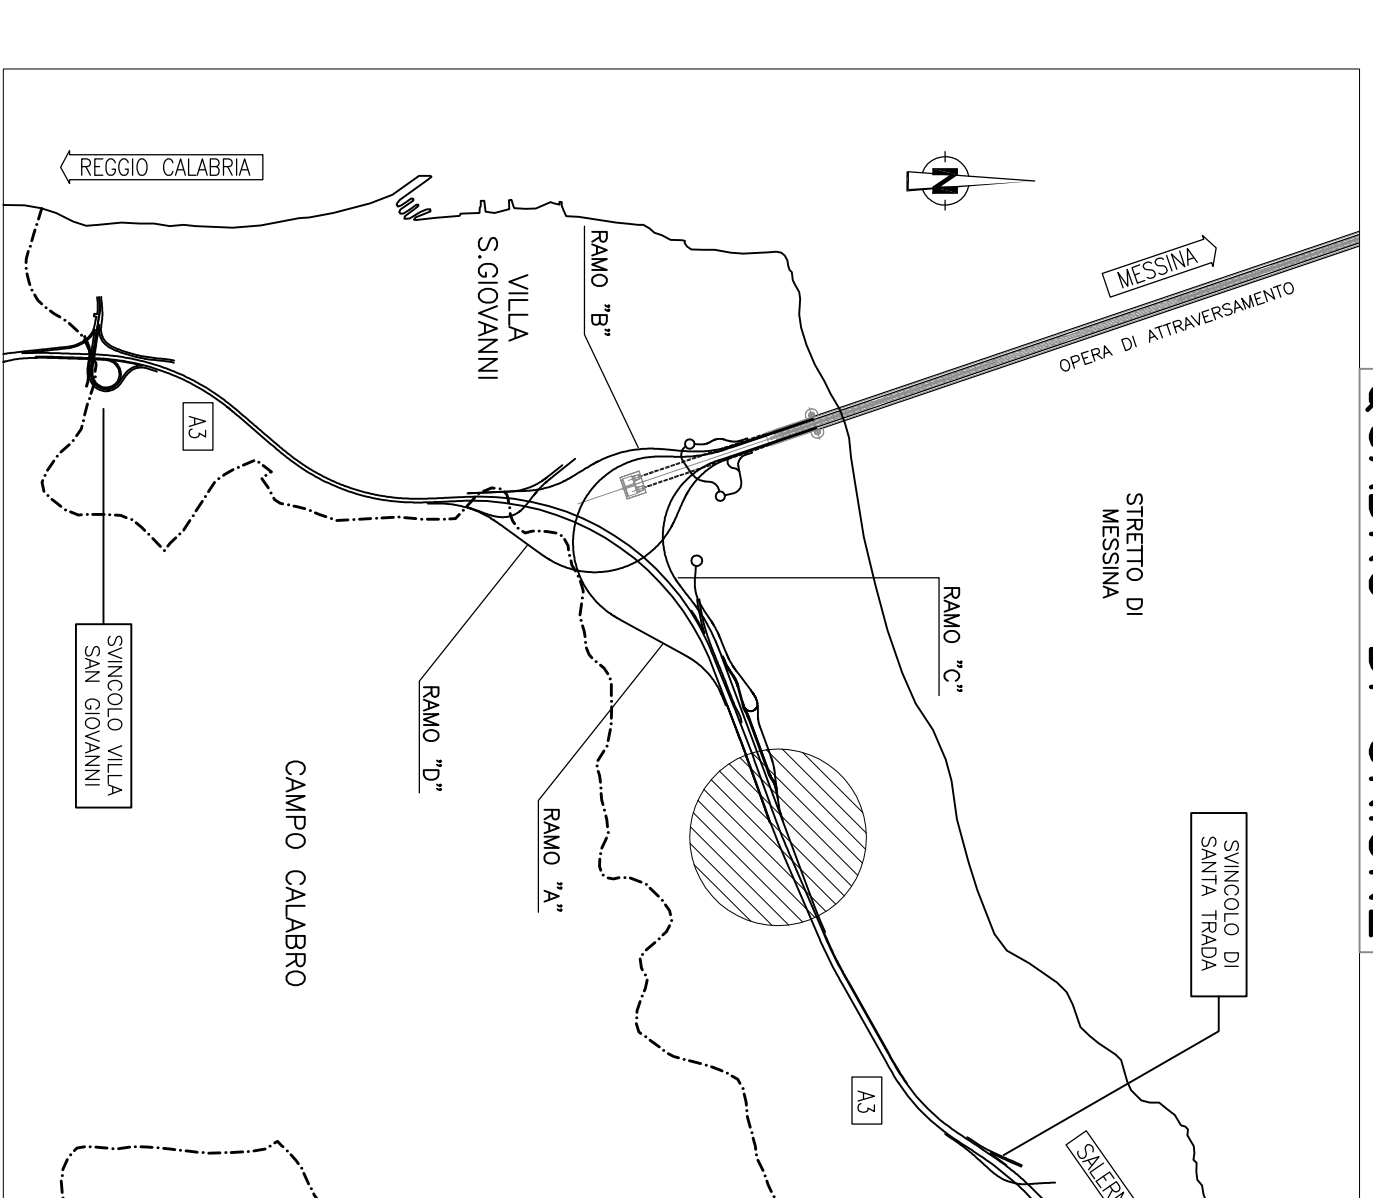 REGGIO CALABRIA
N
MESSINA
OPERA DI ATTRAVERSAMENTO
VILLA
S.GIOVANNI
RAMO "B"
A3
STRETTO DI
MESSINA
RAMO "C"
SVINCOLO VILLA
SAN GIOVANNI
RAMO "D"
RAMO "A"
CAMPO CALABRO
SVINCOLO DI
SANTA TRADA
A3